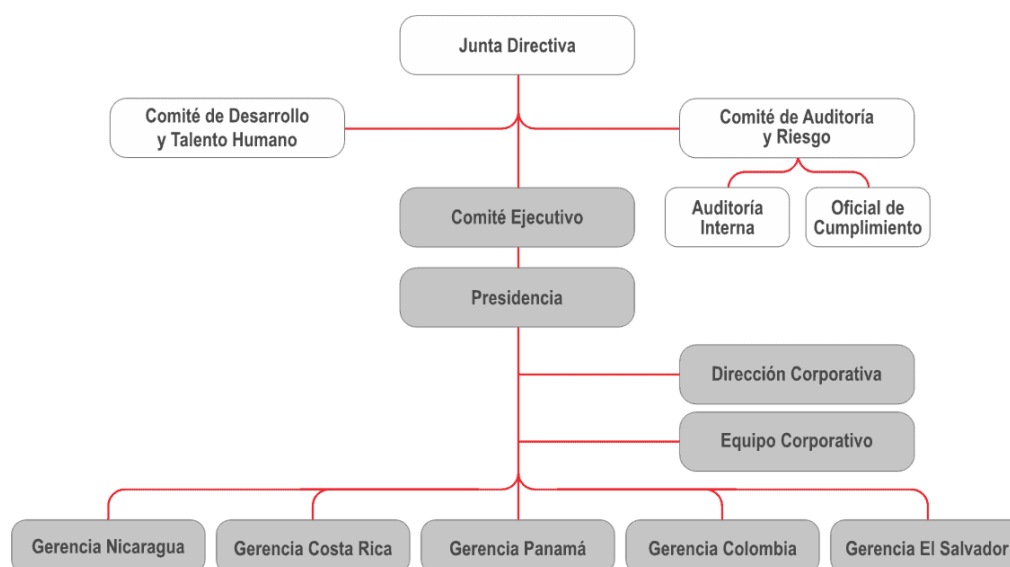 Junta Directiva
Comité de Desarrollo
y Talento Humano
Comité de Auditoría
y Riesgo
Auditoría
Interna
Oficial de
Cumplimiento
Comité Ejecutivo
Presidencia
Dirección Corporativa
Equipo Corporativo
Gerencia Nicaragua
Gerencia Costa Rica
Gerencia Panamá
Gerencia Colombia
Gerencia El Salvador